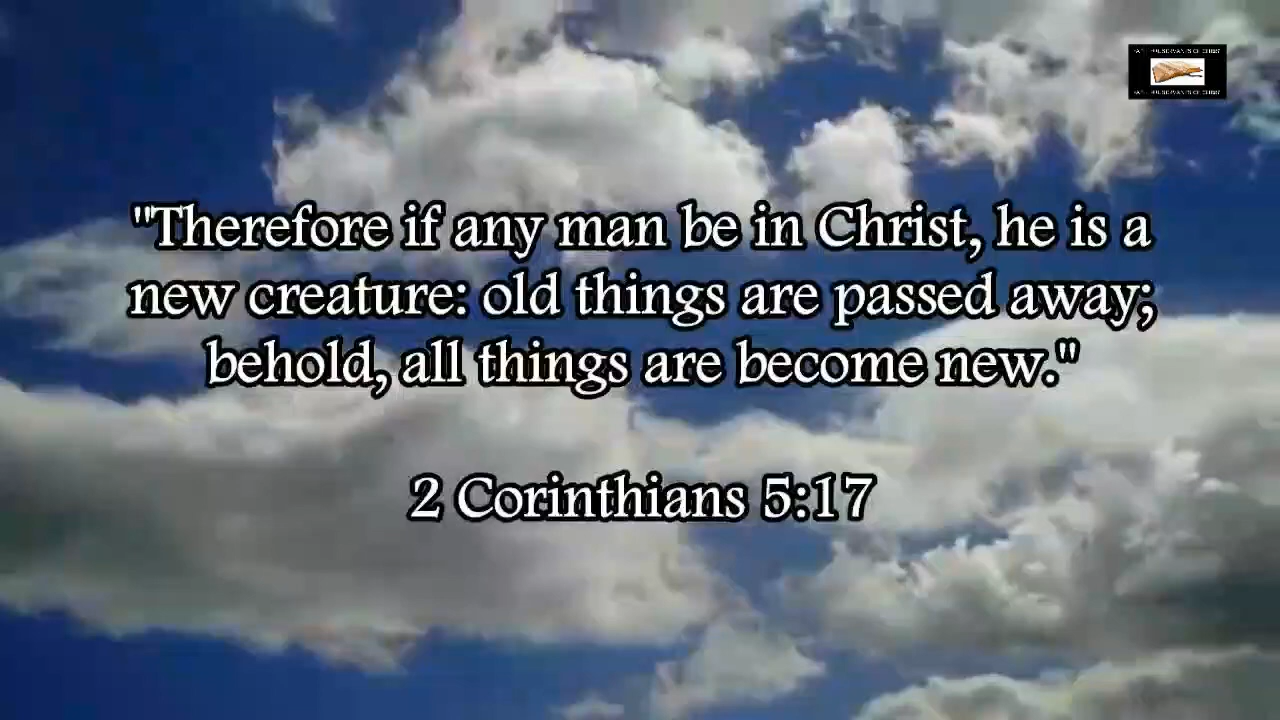 "Therefore if any man be in Christ, he is a
new creature: old things are passed away;
behold, all things are become new."
2 Corinthians 5:17